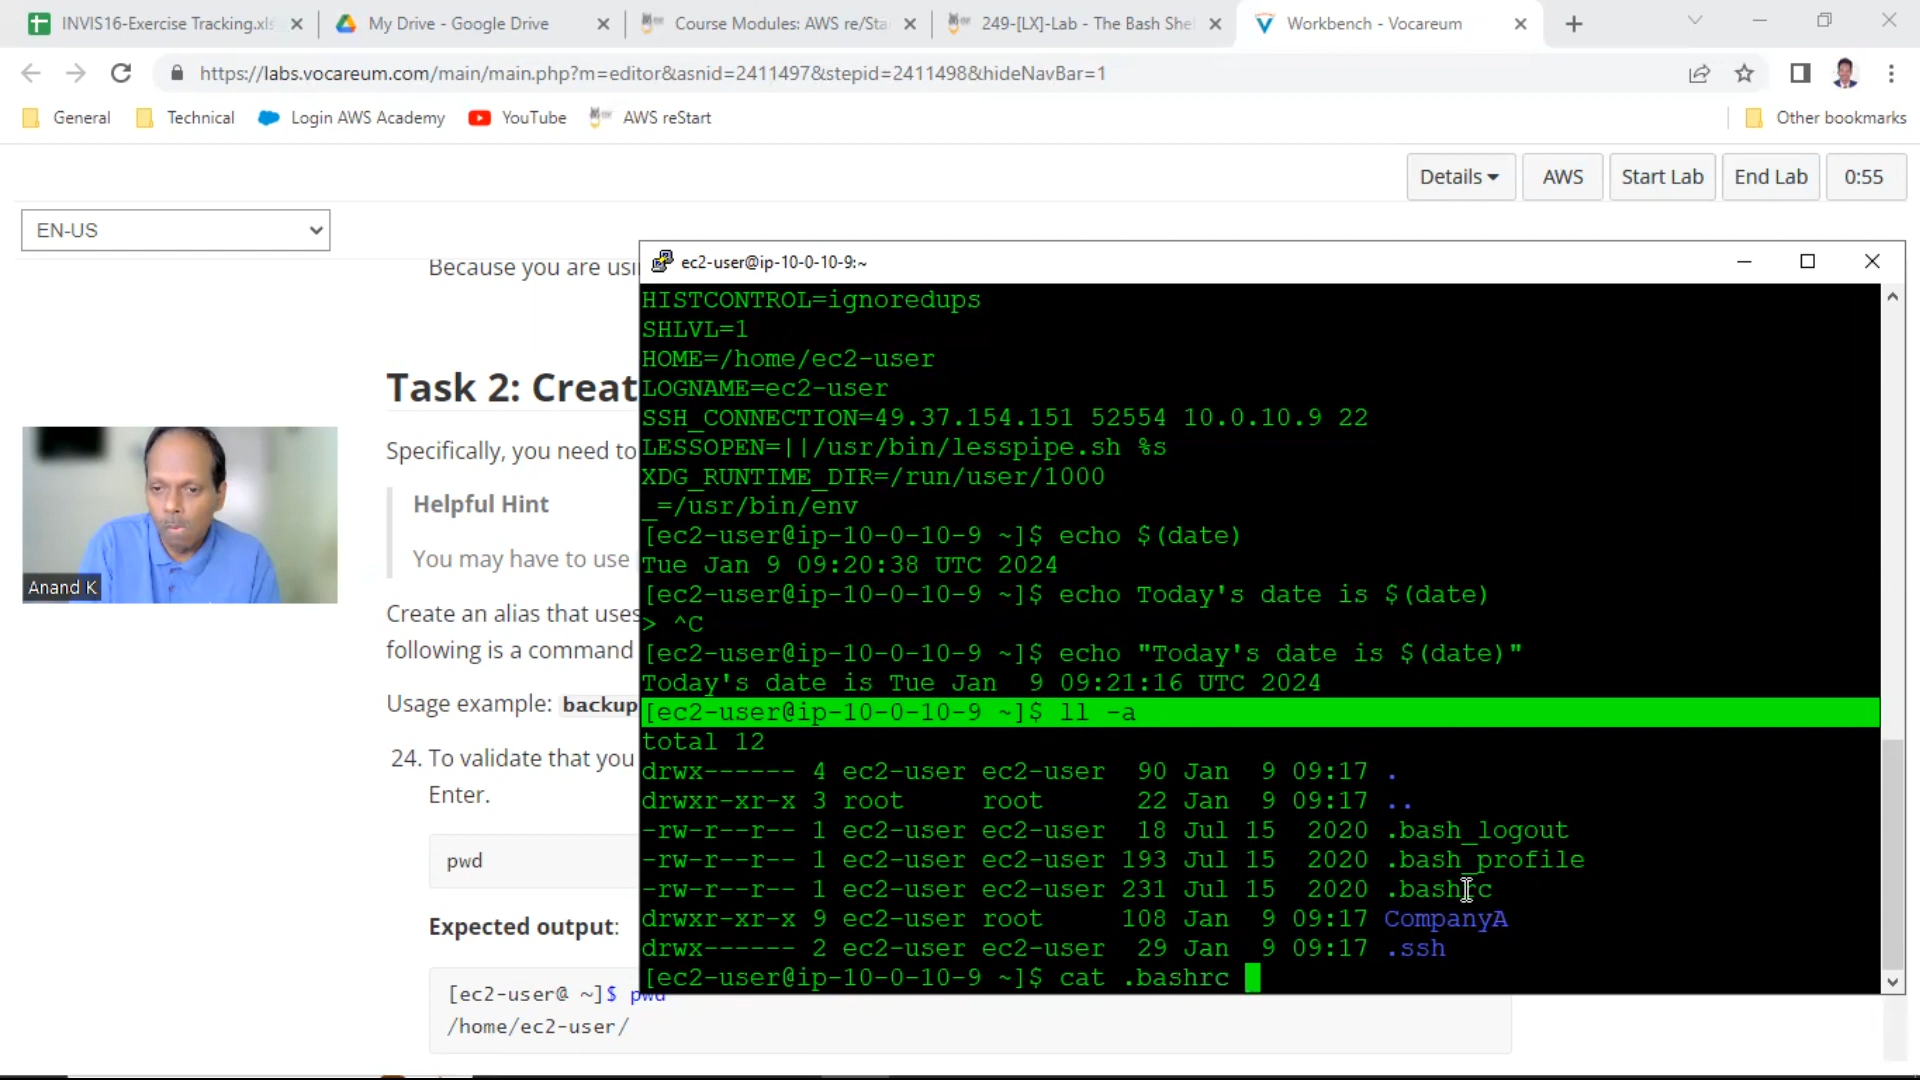 INVIS16-Exercise Tracking.xls
My Drive - Google Drive
Course Modules: AWS re/Sta
249-[LX]-Lab - The Bash She
Workbench - Vocareum
https://labs.vocareum.com/main/main.php?m=editor&asnid=2411497&stepid=2411498&hideNavBar=1
General
Technical
Login AWS Academy
YouTube
AWS reStart
Other bookmarks
Details
AWS
Start Lab
End Lab
0:55
EN-US
Because you are usi
Task 2: Creat
Specifically, you need to
Helpful Hint
You may have to use
Create an alias that uses
following is a command
Usage example: backup
24. To validate that you
Enter.
pwd
Expected output:
[ec2-user@ ~]$ pwd
/home/ec2-user/
Anand K
ec2-user@ip-10-0-10-9:~
HISTCONTROL=ignoredups
SHLVL=1
HOME=/home/ec2-user
LOGNAME=ec2-user
SSH_CONNECTION=49.37.154.151 52554 10.0.10.9 22
LESSOPEN=||/usr/bin/lesspipe.sh %s
XDG_RUNTIME_DIR=/run/user/1000
_=/usr/bin/env
[ec2-user@ip-10-0-10-9 ~]$ echo $(date)
Tue Jan 9 09:20:38 UTC 2024
[ec2-user@ip-10-0-10-9 ~]$ echo Today's date is $(date)
> ^C
[ec2-user@ip-10-0-10-9 ~]$ echo "Today's date is $(date)"
Today's date is Tue Jan  9 09:21:16 UTC 2024
[ec2-user@ip-10-0-10-9 ~]$ ll -a
total 12
drwx------ 4 ec2-user ec2-user  90 Jan  9 09:17 .
drwxr-xr-x 3 root     root      22 Jan  9 09:17 ..
-rw-r--r-- 1 ec2-user ec2-user  18 Jul 15  2020 .bash_logout
-rw-r--r-- 1 ec2-user ec2-user 193 Jul 15  2020 .bash_profile
-rw-r--r-- 1 ec2-user ec2-user 231 Jul 15  2020 .bashrc
drwxr-xr-x 9 ec2-user root     108 Jan  9 09:17 CompanyA
drwx------ 2 ec2-user ec2-user  29 Jan  9 09:17 .ssh
[ec2-user@ip-10-0-10-9 ~]$ cat .bashrc